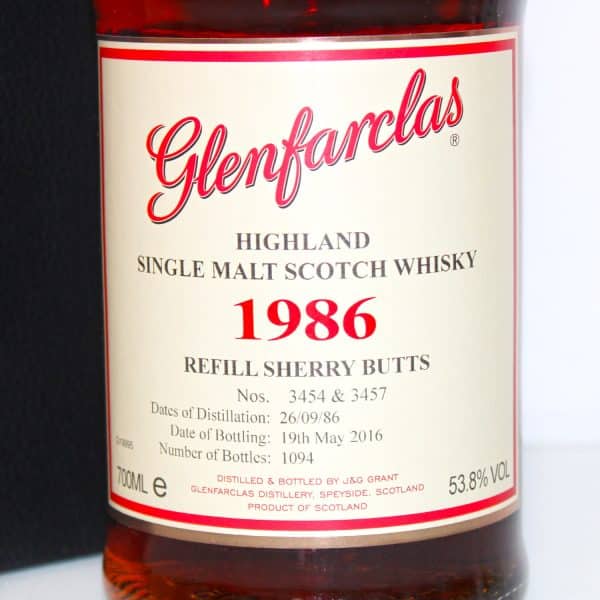 Glenfarclas®
HIGHLAND
SINGLE MALT SCOTCH WHISKY
1986
REFILL SHERRY BUTTS
Nos. 3454 & 3457
Dates of Distillation: 26/09/86
Date of Bottling: 19th May 2016
Number of Bottles: 1094
700ML e
DISTILLED & BOTTLED BY J&G GRANT
GLENFARCLAS DISTILLERY, SPEYSIDE, SCOTLAND
PRODUCT OF SCOTLAND
53.8% VOL